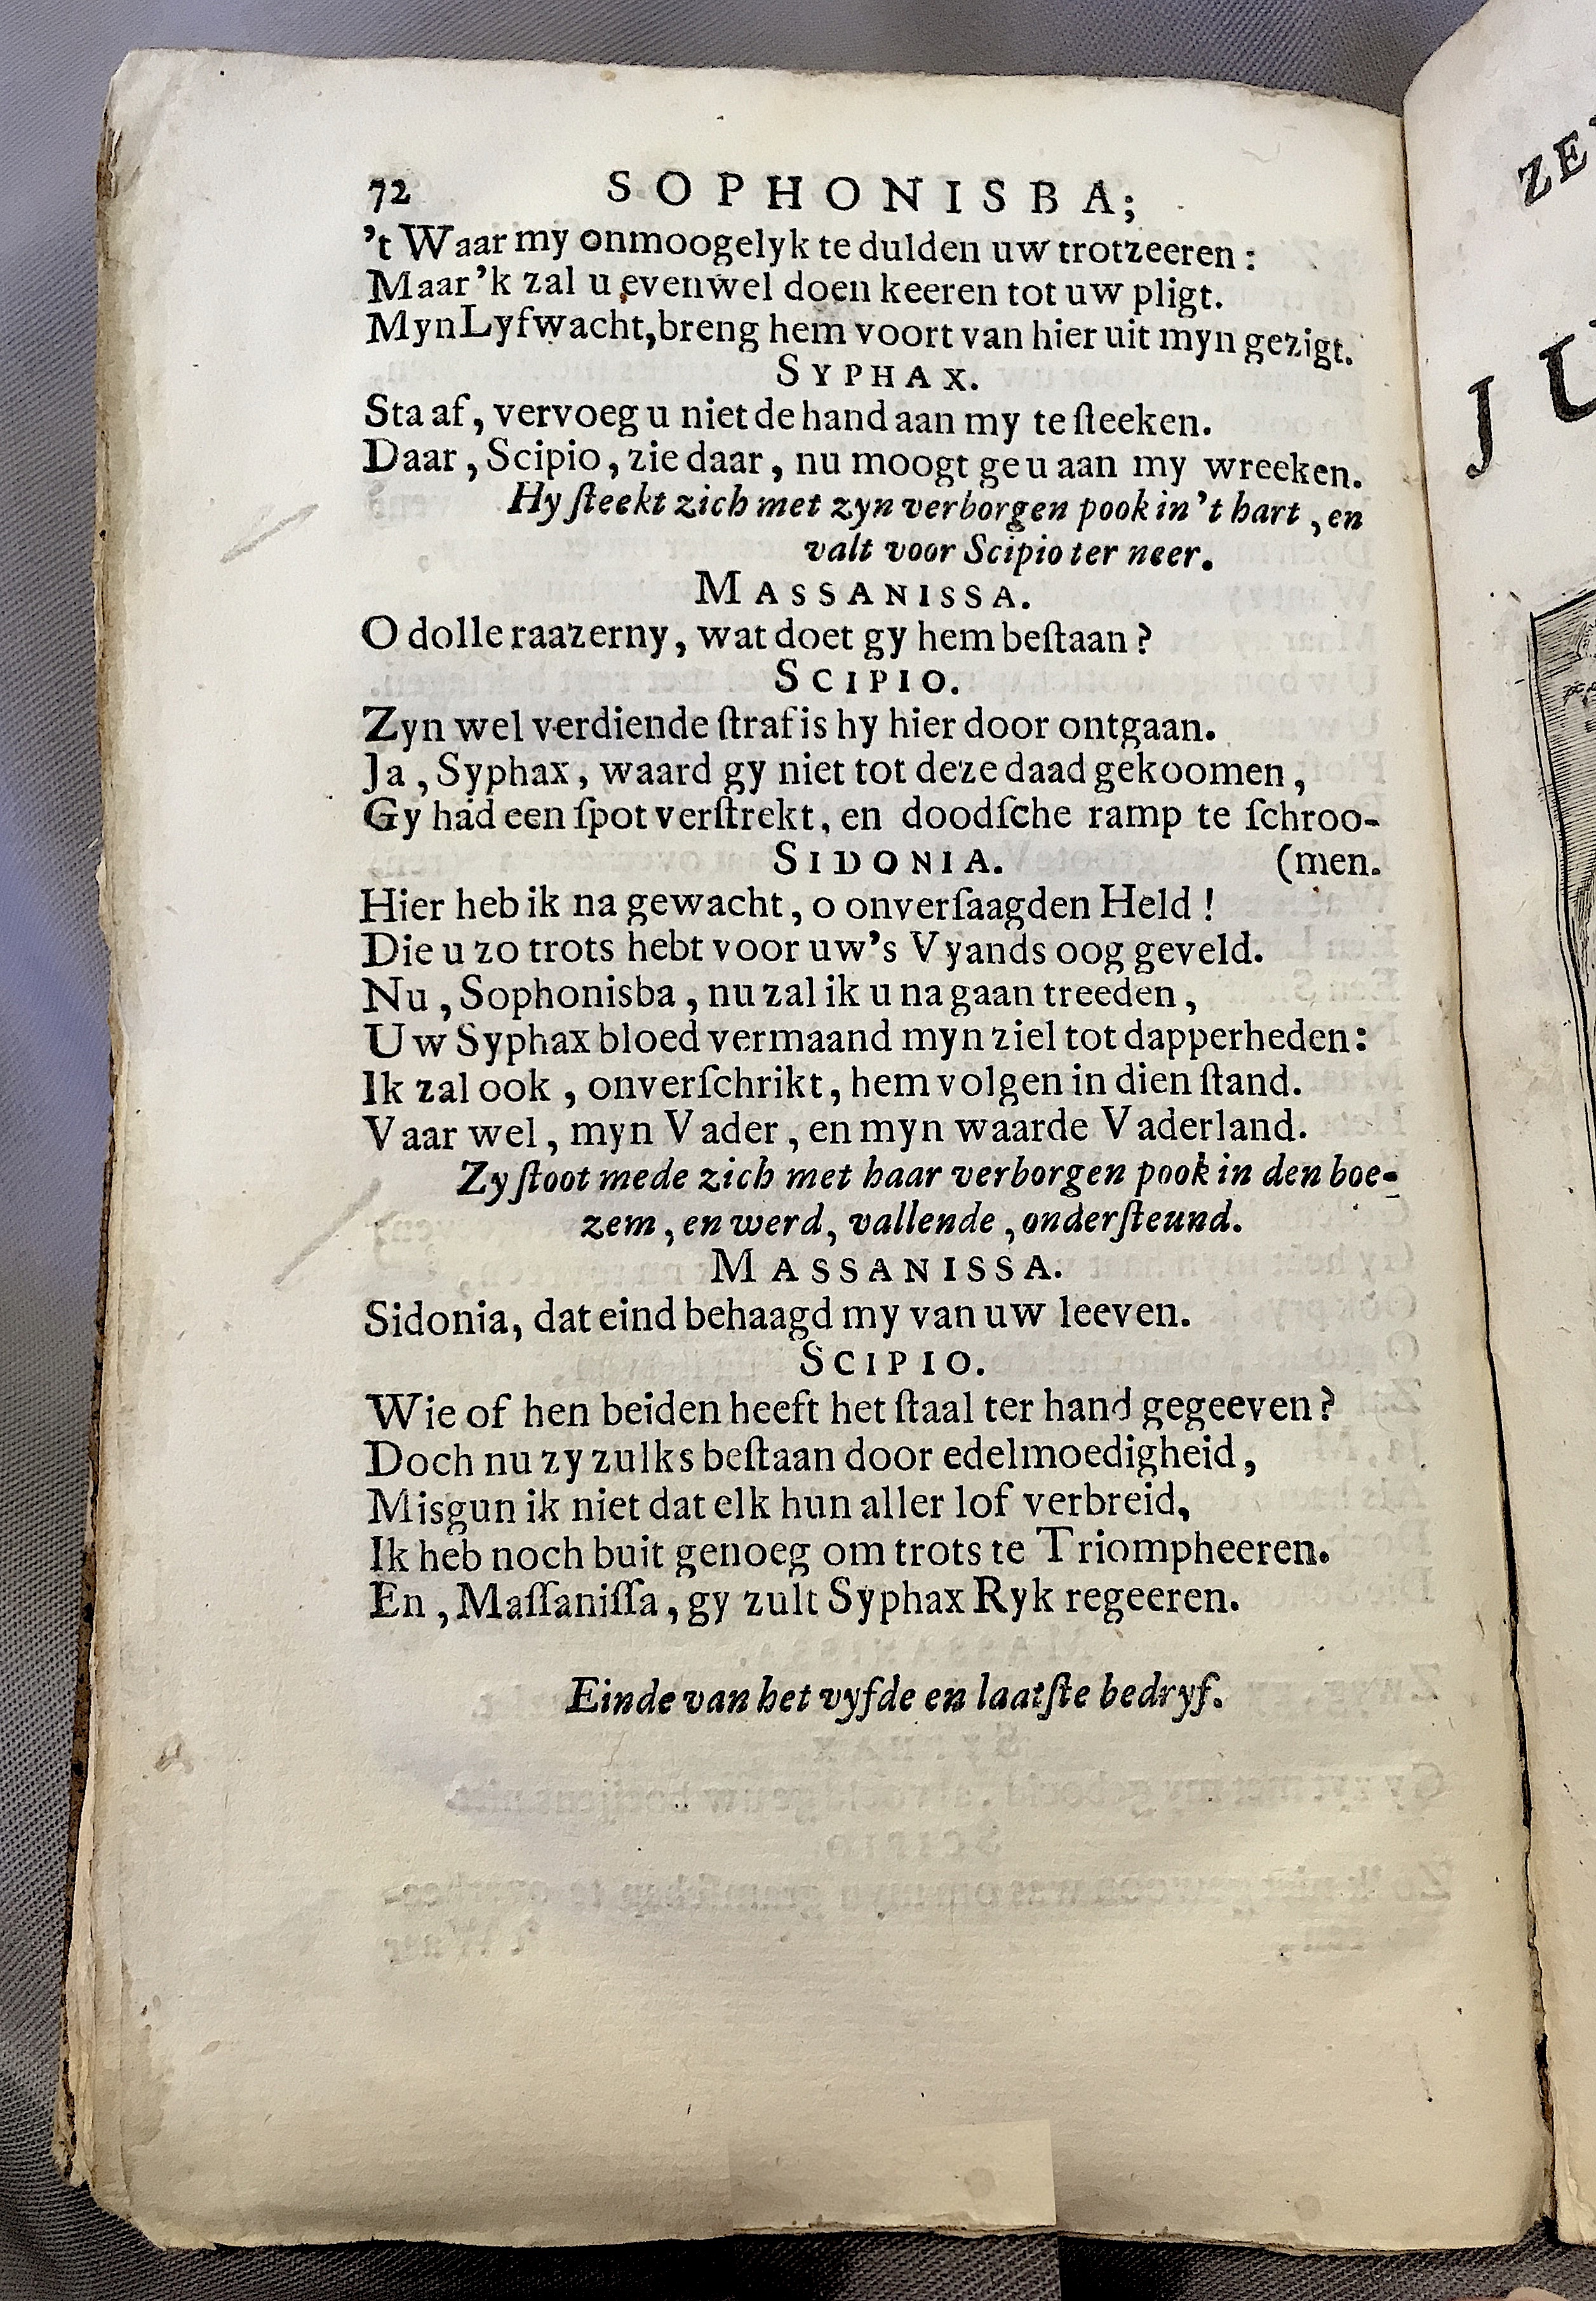 72 SOPHONISBA;
't Waar my onmoogelyk te dulden uw trotzeeren:
Maar 'k zal u evenwel doen keeren tot uw pligt.
Myn Lyfwacht, breng hem voort van hier uit myn gezigt.
SYPHAX.
Sta af, vervoeg u niet de hand aan my te ſteeken.
Daar, Scipio, zie daar, nu moogt ge u aan my wreeken.
Hy ſteekt zich met zyn verborgen pook in 't hart, en
valt voor Scipio ter neer.
MASSANISSA.
O dolle raazerny, wat doet gy hem beſtaan?
SCIPIO.
Zyn wel verdiende ſtraf is hy hier door ontgaan.
Ja, Syphax, waard gy niet tot deze daad gekoomen,
Gy had een ſpot verſtrekt, en doodſche ramp te ſchroo-
SIDONIA. (men.
Hier heb ik na gewacht, o onverſaagden Held!
Die u zo trots hebt voor uw's Vyands oog geveld.
Nu, Sophonisba, nu zal ik u na gaan treeden,
Uw Syphax bloed vermaand myn ziel tot dapperheden:
Ik zal ook, onverſchrikt, hem volgen in dien ſtand.
Vaar wel, myn Vader, en myn waarde Vaderland.
Zy ſtoot mede zich met haar verborgen pook in den boe-
zem, en werd, vallende, onderſteund.
MASSANISSA.
Sidonia, dat eind behaagd my van uw leeven.
SCIPIO.
Wie of hen beiden heeft het ſtaal ter hand gegeeven?
Doch nu zy zulks beſtaan door edelmoedigheid,
Misgun ik niet dat elk hun aller lof verbreid,
Ik heb noch buit genoeg om trots te Triompheeren.
En, Maſſaniſſa, gy zult Syphax Ryk regeeren.
Einde van het vyfde en laatſte bedryf.
ZE
JU